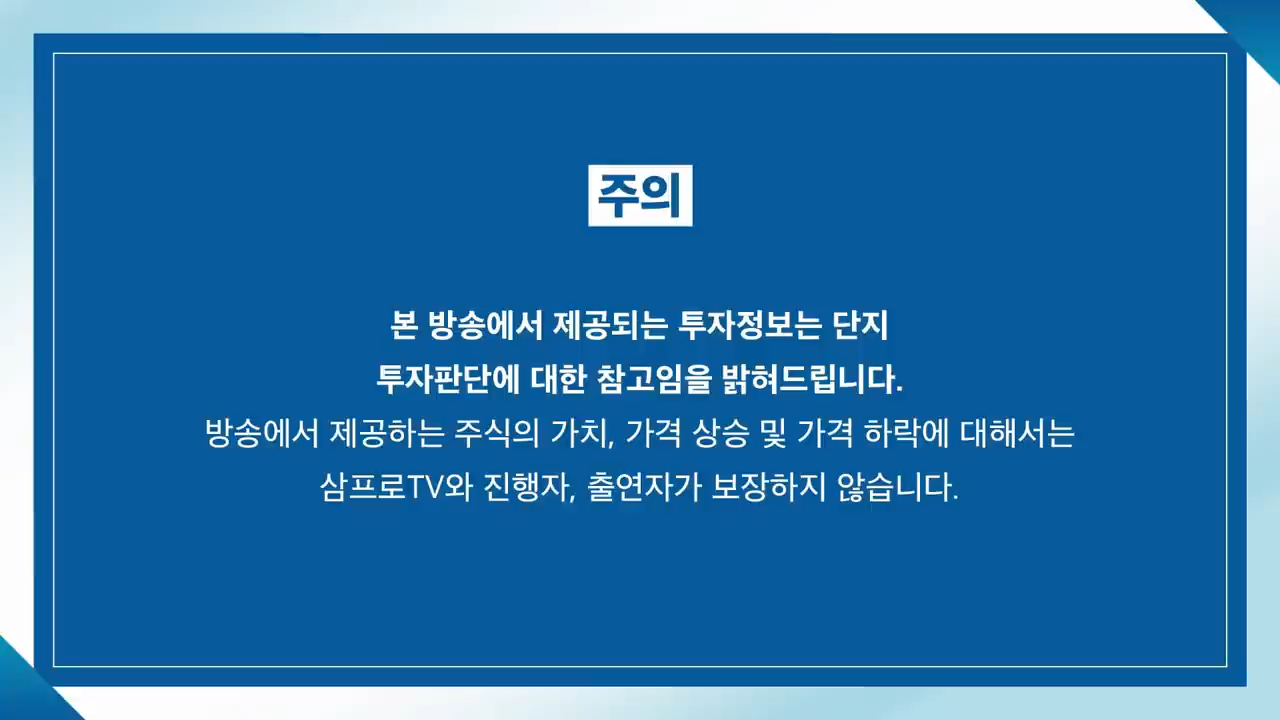 주의
본 방송에서 제공되는 투자정보는 단지
투자판단에 대한 참고임을 밝혀드립니다.
방송에서 제공하는 주식의 가치, 가격 상승 및 가격 하락에 대해서는
삼프로TV와 진행자, 출연자가 보장하지 않습니다.